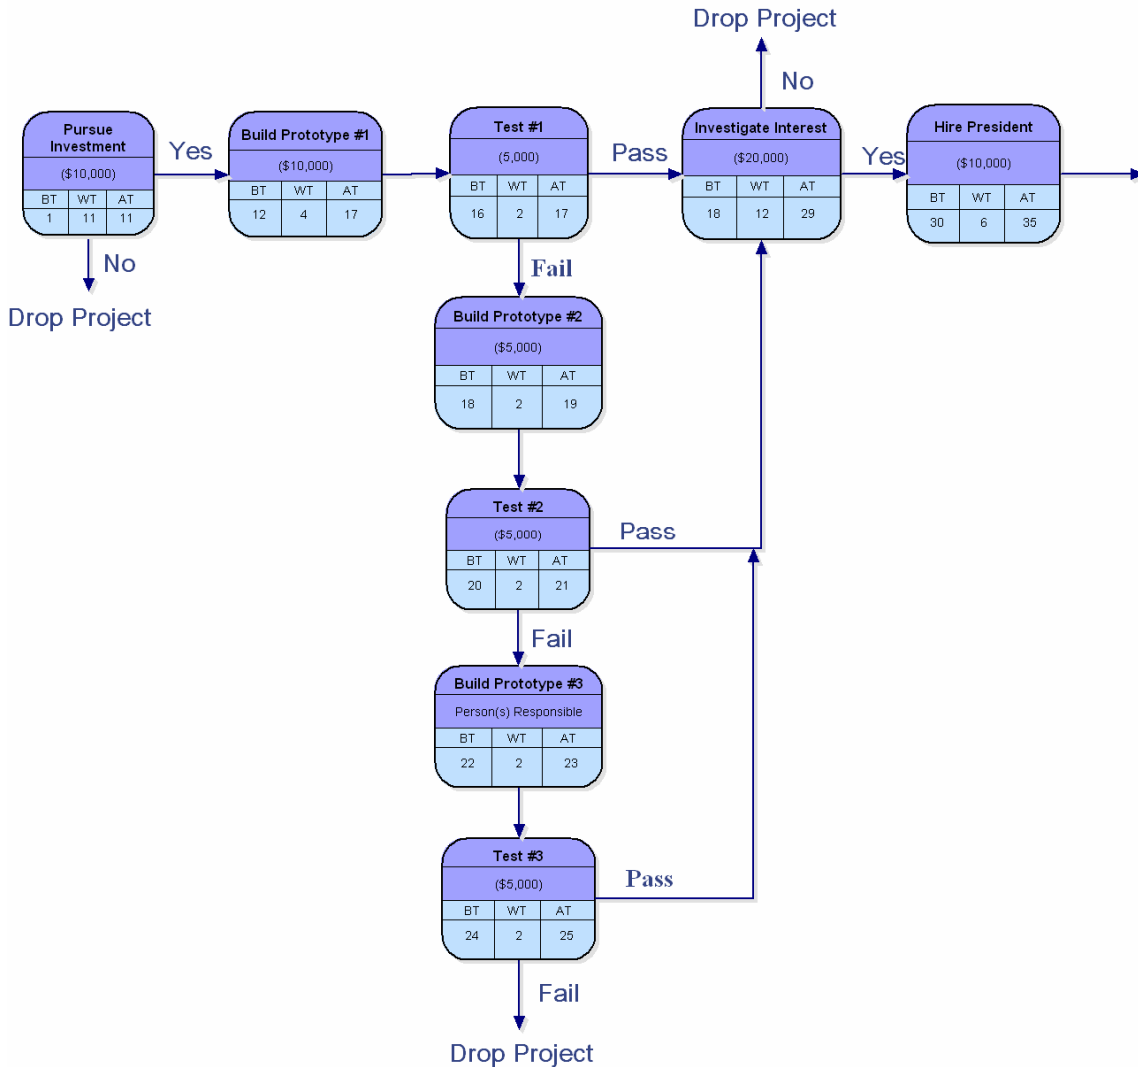 Drop Project
No
Pursue
Investment
($10,000)
BT WT AT
1 11 11
Yes
Build Prototype #1
($10,000)
BT WT AT
12 4 17
Test #1
(5,000)
BT WT AT
16 2 17
Pass
Investigate Interest
($20,000)
BT WT AT
18 12 29
Yes
Hire President
($10,000)
BT WT AT
30 6 35
No
Drop Project
Fail
Build Prototype #2
($5,000)
BT WT AT
18 2 19
Test #2
($5,000)
BT WT AT
20 2 21
Pass
Fail
Build Prototype #3
Person(s) Responsible
BT WT AT
22 2 23
Test #3
($5,000)
BT WT AT
24 2 25
Pass
Fail
Drop Project